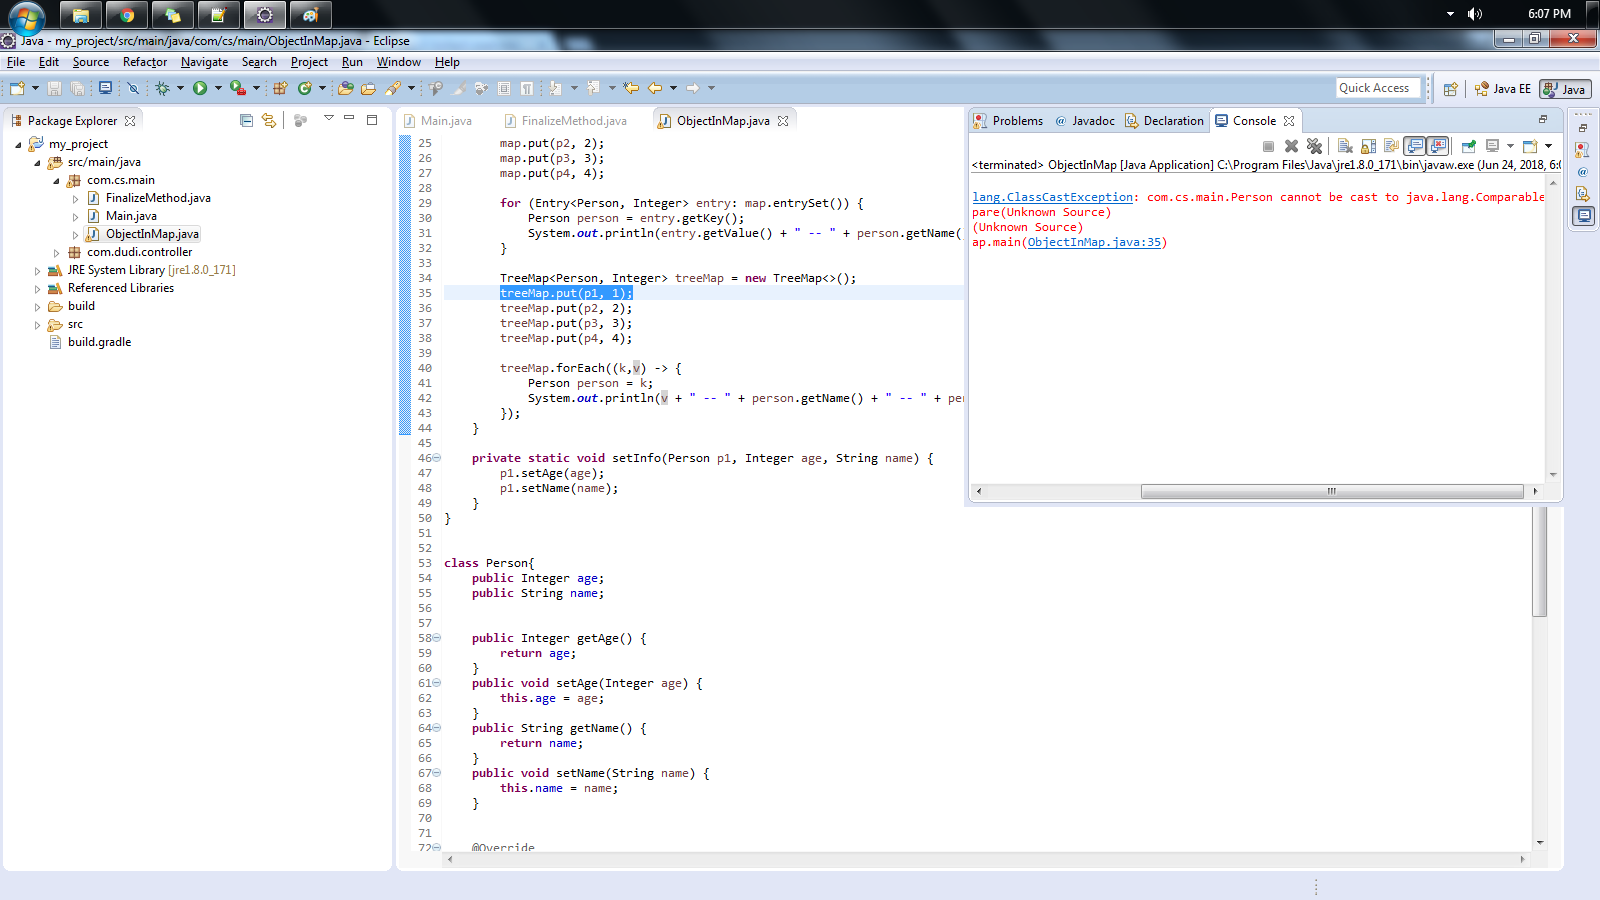 6:07 PM
Java - my_project/src/main/java/com/cs/main/ObjectInMap.java - Eclipse
File Edit Source Refactor Navigate Search Project Run Window Help
Quick Access
Java EE
Java
Package Explorer
my_project
src/main/java
com.cs.main
FinalizeMethod.java
Main.java
ObjectInMap.java
com.dudi.controller
JRE System Library [jre1.8.0_171]
Referenced Libraries
build
src
build.gradle
Main.java FinalizeMethod.java ObjectInMap.java
25 map.put(p2, 2);
26 map.put(p3, 3);
27 map.put(p4, 4);
28
29 for (Entry<Person, Integer> entry: map.entrySet()) {
30 Person person = entry.getKey();
31 System.out.println(entry.getValue() + " -- " + person.getName(
32 }
33
34 TreeMap<Person, Integer> treeMap = new TreeMap<>();
35 treeMap.put(p1, 1);
36 treeMap.put(p2, 2);
37 treeMap.put(p3, 3);
38 treeMap.put(p4, 4);
39
40 treeMap.forEach((k,v) -> {
41 Person person = k;
42 System.out.println(v + " -- " + person.getName() + " -- " + pe
43 });
44 }
45
46 private static void setInfo(Person p1, Integer age, String name) {
47 p1.setAge(age);
48 p1.setName(name);
49 }
50 }
51
52
53 class Person{
54 public Integer age;
55 public String name;
56
57
58 public Integer getAge() {
59 return age;
60 }
61 public void setAge(Integer age) {
62 this.age = age;
63 }
64 public String getName() {
65 return name;
66 }
67 public void setName(String name) {
68 this.name = name;
69 }
70
71
72 @Override
Problems @ Javadoc Declaration Console
<terminated> ObjectInMap [Java Application] C:\Program Files\Java\jre1.8.0_171\bin\javaw.exe (Jun 24, 2018, 6:0
lang.ClassCastException: com.cs.main.Person cannot be cast to java.lang.Comparable
pare(Unknown Source)
(Unknown Source)
ap.main(ObjectInMap.java:35)